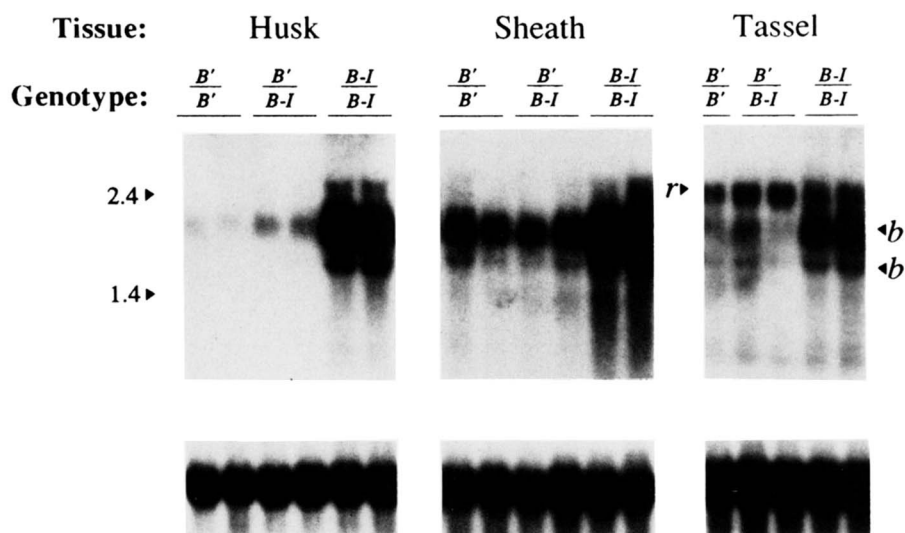 Tissue: Husk Sheath Tassel
Genotype: B'/B' B'/B-I B-I/B-I B'/B' B'/B-I B-I/B-I B'/B' B'/B-I B-I/B-I
2.4
r
b
b
1.4